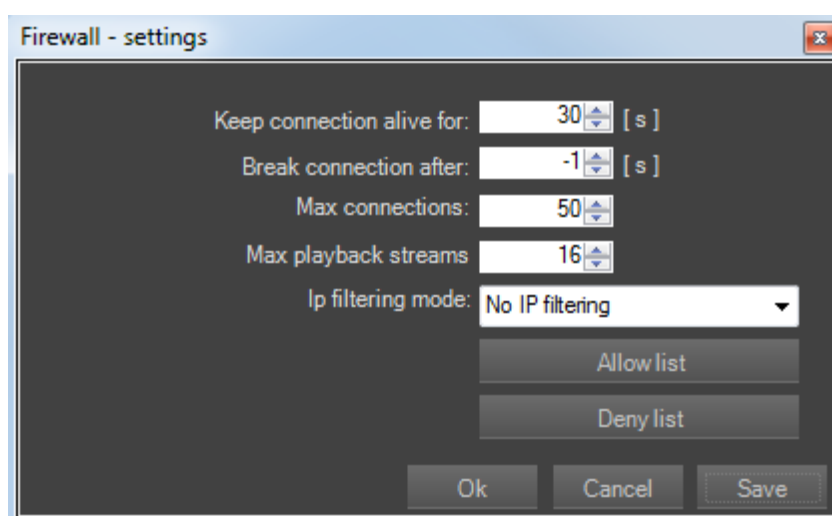 Firewall - settings
Keep connection alive for: 30 [ s ]
Break connection after: -1 [ s ]
Max connections: 50
Max playback streams 16
Ip filtering mode: No IP filtering
Allow list
Deny list
Ok Cancel Save